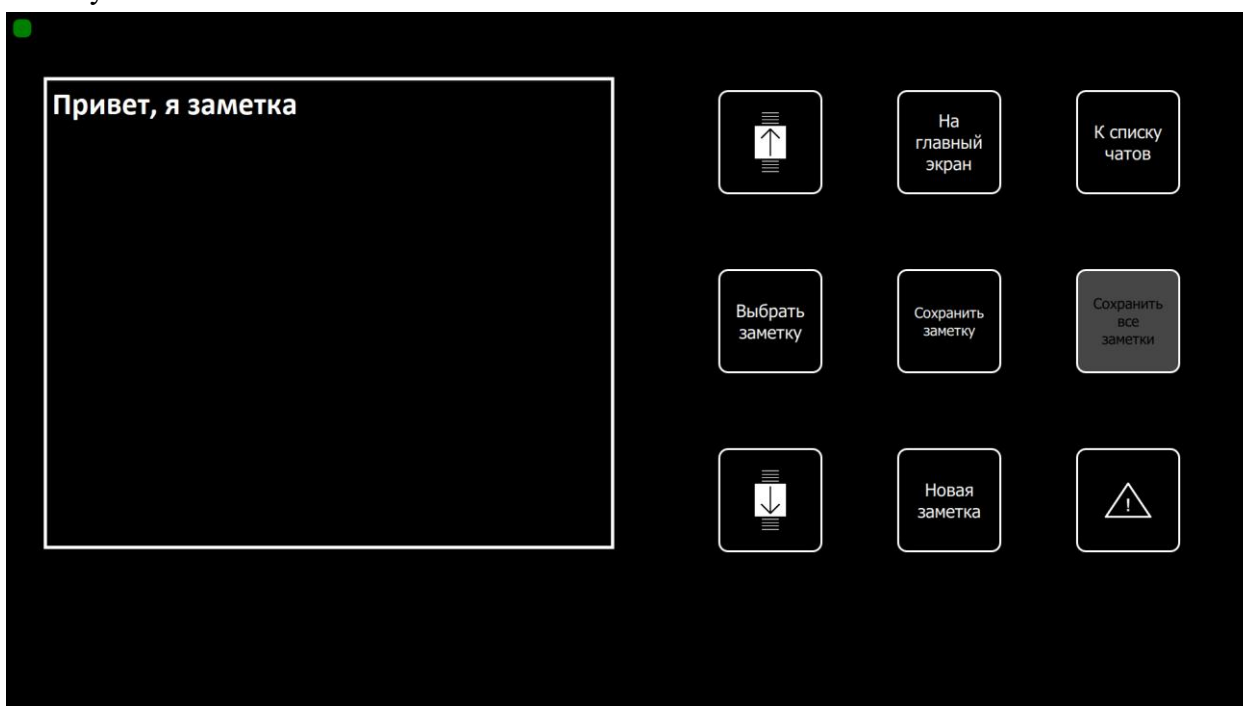 Привет, я заметка
На
главный
экран
К списку
чатов
Выбрать
заметку
Сохранить
заметку
Сохранить
все
заметки
Новая
заметка
!